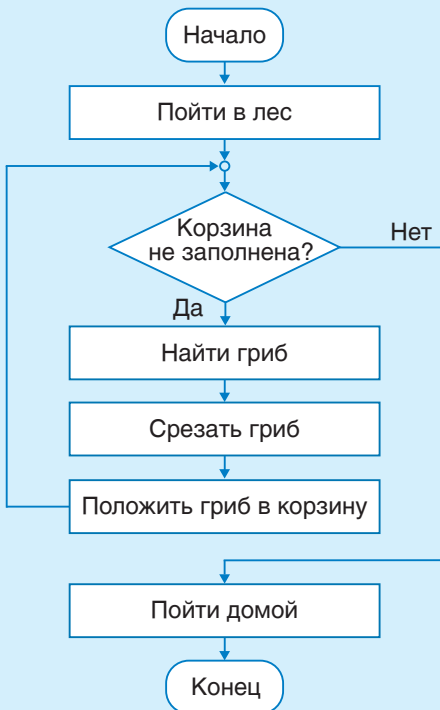 Начало
Пойти в лес
Корзина
не заполнена?
Нет
Да
Найти гриб
Срезать гриб
Положить гриб в корзину
Пойти домой
Конец